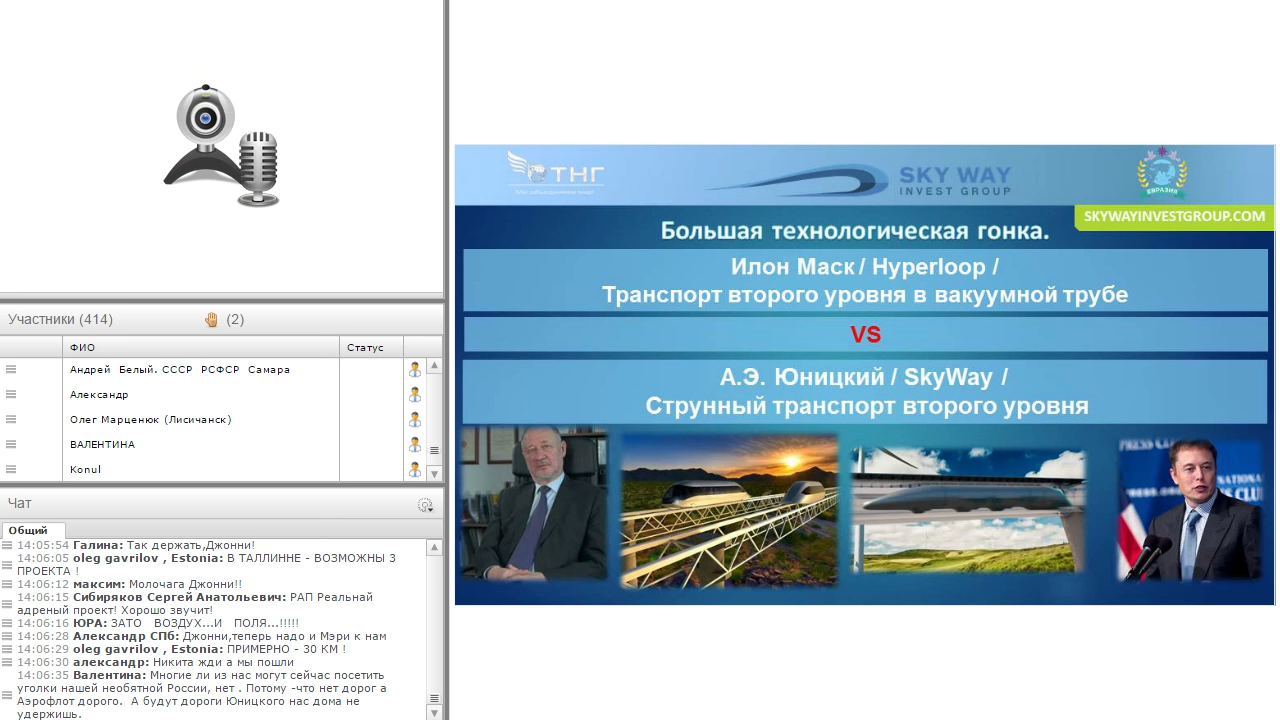 Участники (414)
(2)
ФИО
Статус
Андрей Белый. СССР РСФСР Самара
Александр
Олег Марценюк (Лисичанск)
ВАЛЕНТИНА
Konul
Чат
Общий
14:05:54 Галина: Так держать,Джонни!
14:06:05 oleg gavrilov , Estonia: В ТАЛЛИННЕ - ВОЗМОЖНЫ 3
ПРОЕКТА !
14:06:12 максим: Молочага Джонни!!
14:06:15 Сибиряков Сергей Анатольевич: РАП Реальнай
адреный проект! Хорошо звучит!
14:06:16 ЮРА: ЗАТО ВОЗДУХ...И ПОЛЯ...!!!!!
14:06:28 Александр СПб: Джонни,теперь надо и Мэри к нам
14:06:29 oleg gavrilov , Estonia: ПРИМЕРНО - 30 КМ !
14:06:30 александр: Никита жди а мы пошли
14:06:35 Валентина: Многие ли из нас могут сейчас посетить
уголки нашей необятной России, нет . Потому -что нет дорог а
Аэрофлот дорого. А будут дороги Юницкого нас дома не
удержишь.
ТНГ
SKY WAY
INVEST GROUP
ЕВРАЗИЯ
SKYWAYINVESTGROUP.COM
Большая технологическая гонка.
Илон Маск / Hyperloop /
Транспорт второго уровня в вакуумной трубе
VS
А.Э. Юницкий / SkyWay /
Струнный транспорт второго уровня